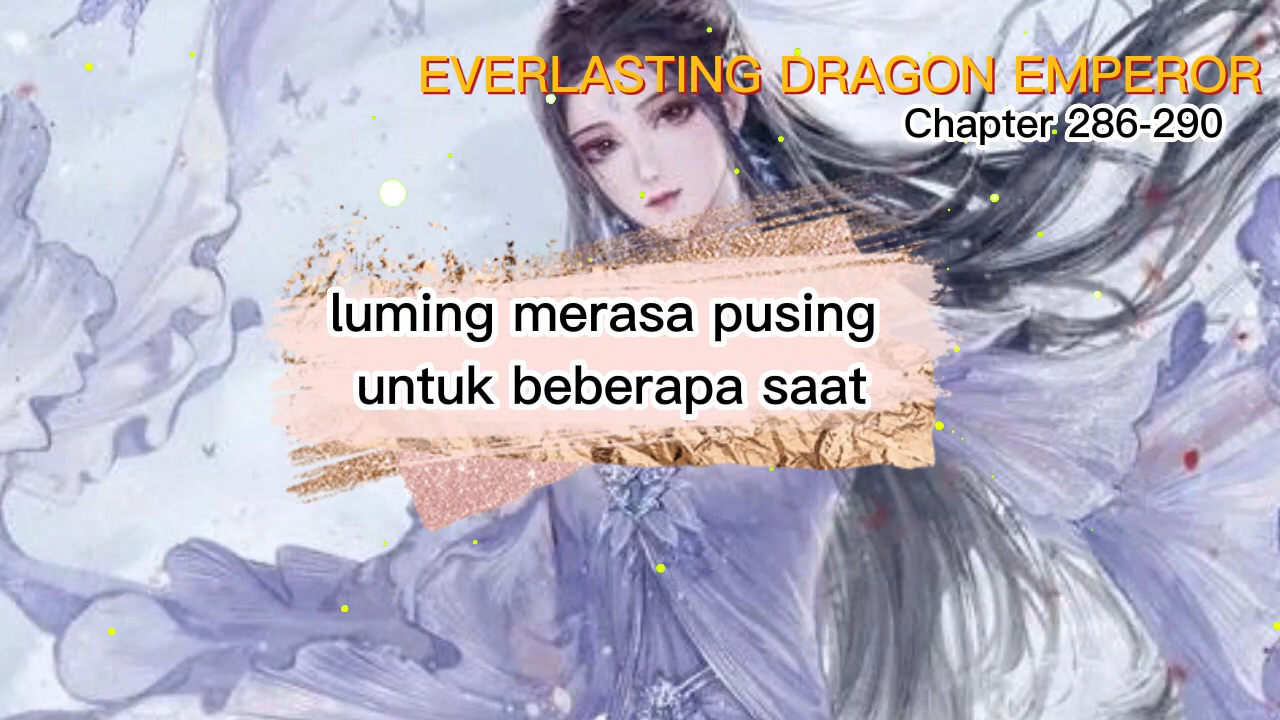 EVERLASTING DRAGON EMPEROR
Chapter 286-290
luming merasa pusing
untuk beberapa saat